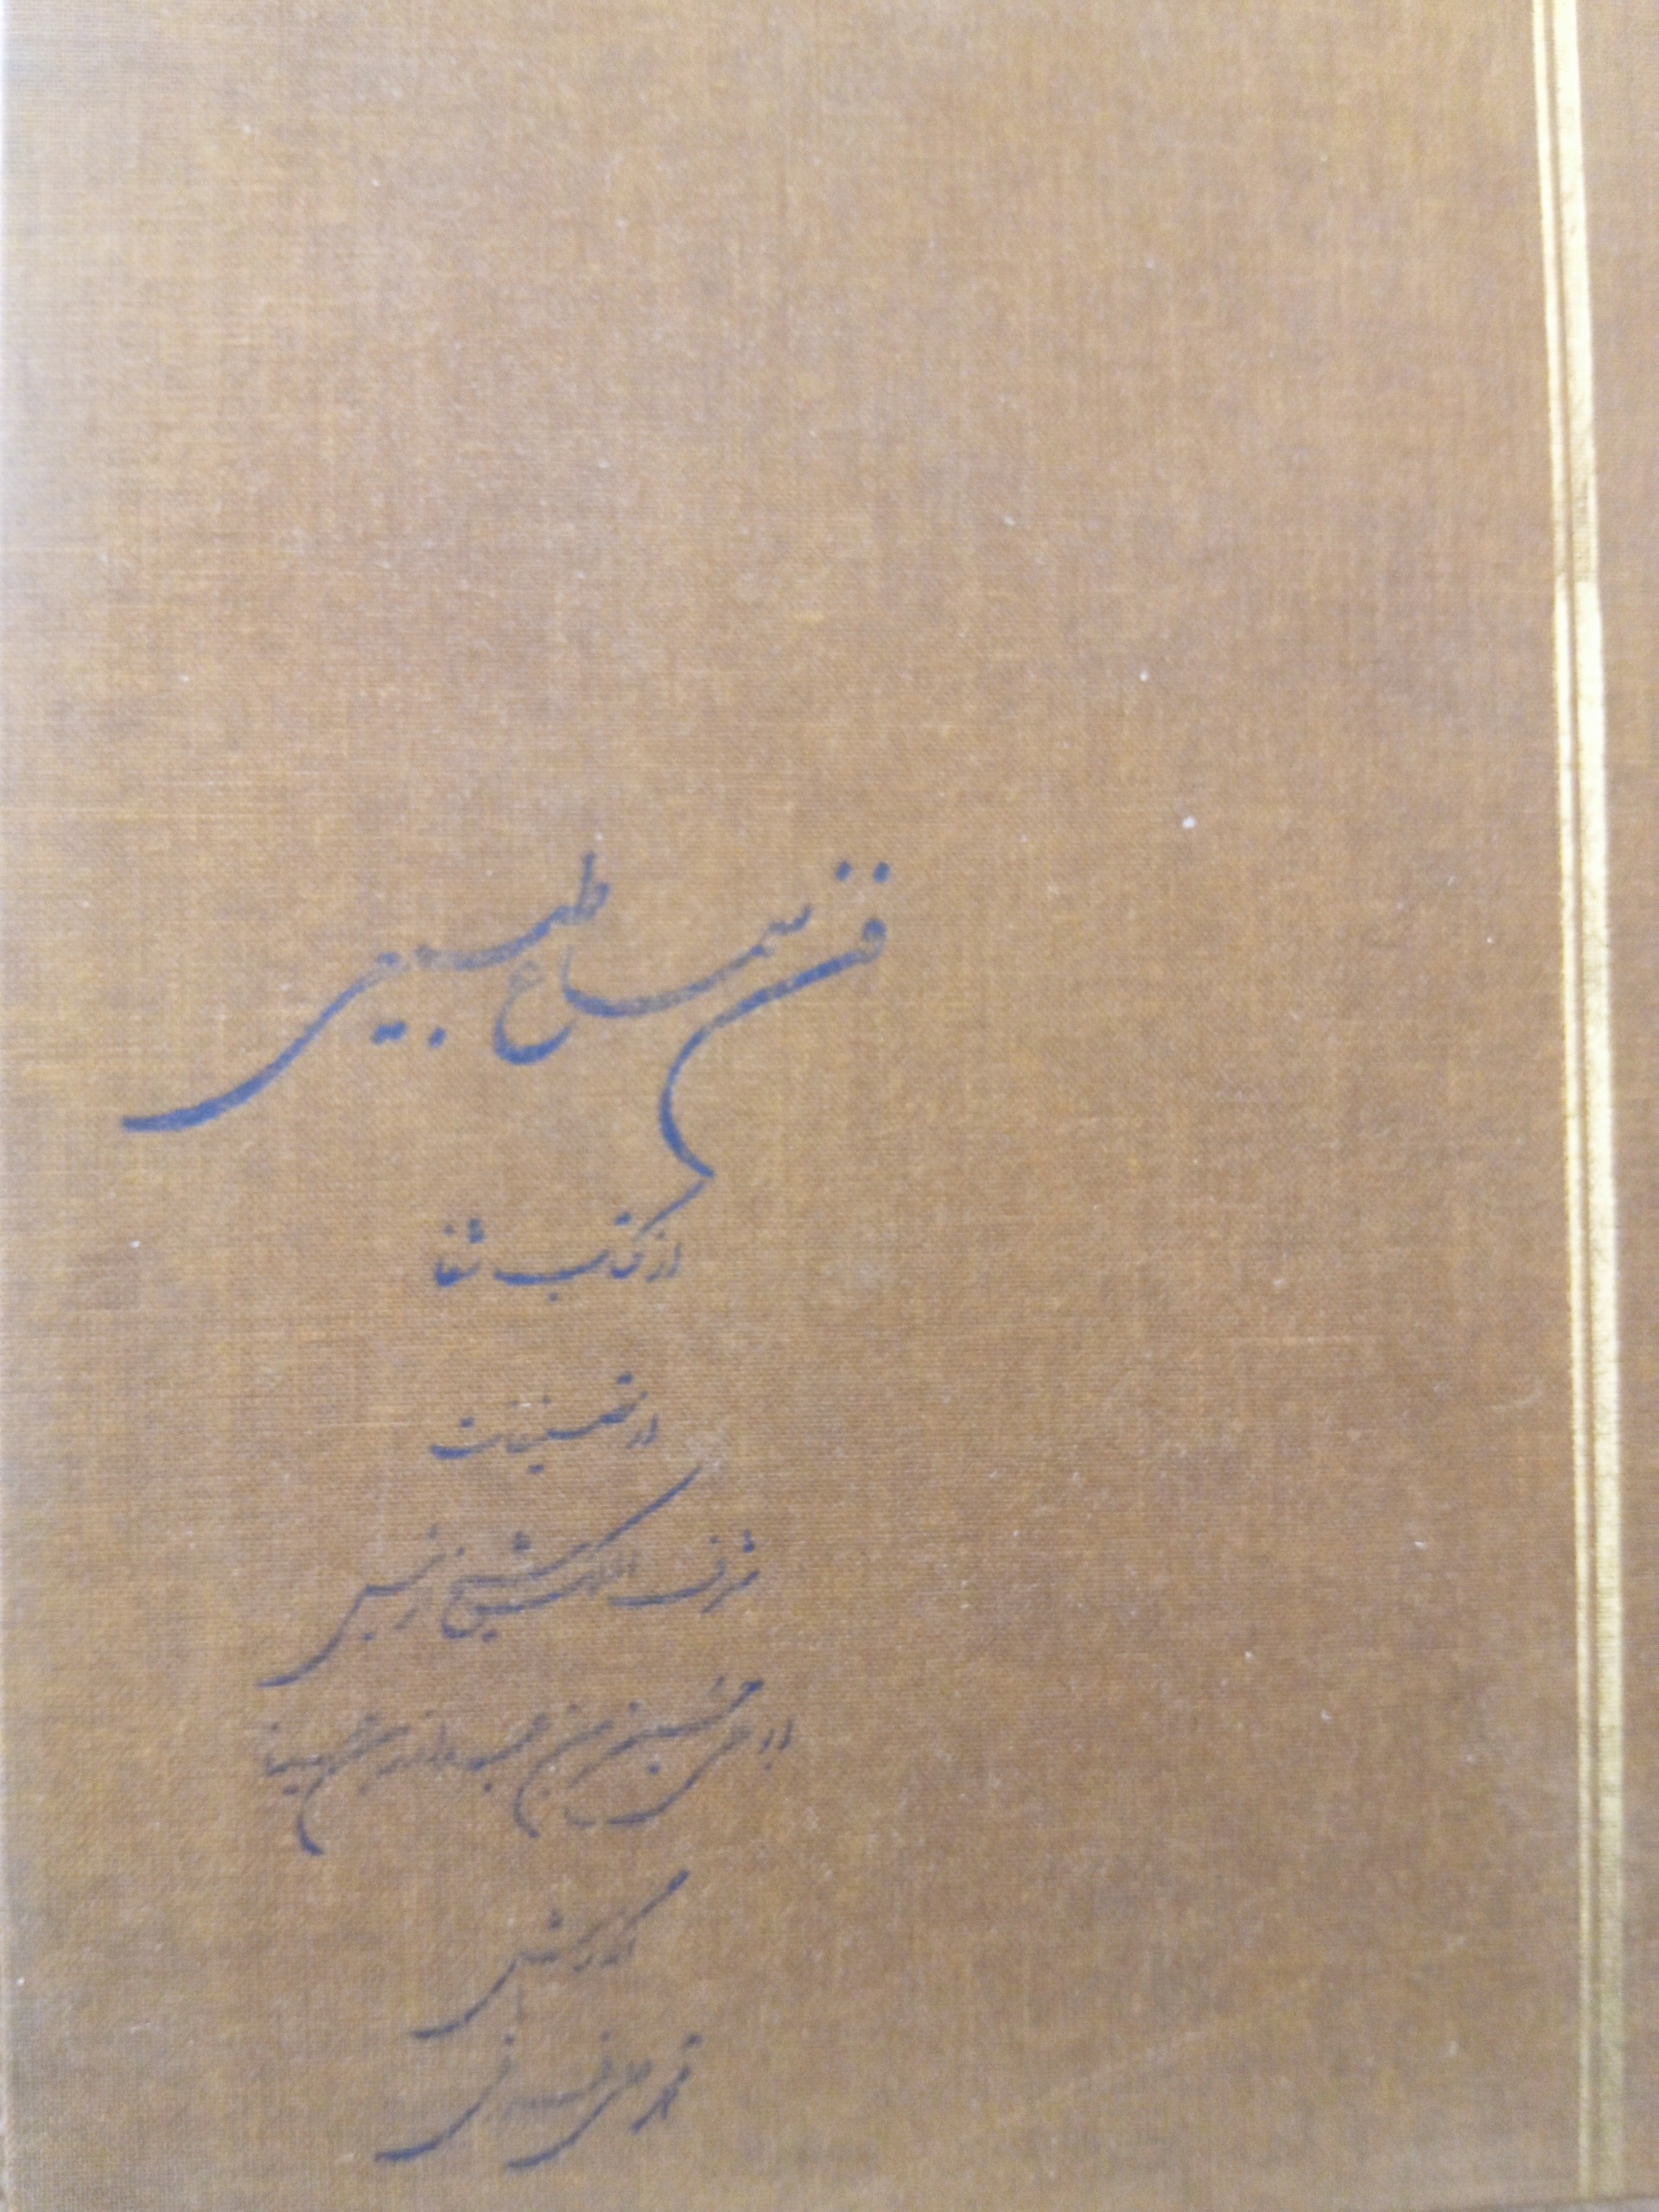 فن سماع طبیعی
از کتاب شفا
از تصنیفات
شرف الملک شیخ رئیس
ابوعلی حسین بن عبدالله بن سینا
نگارش
محمد علی فروغی